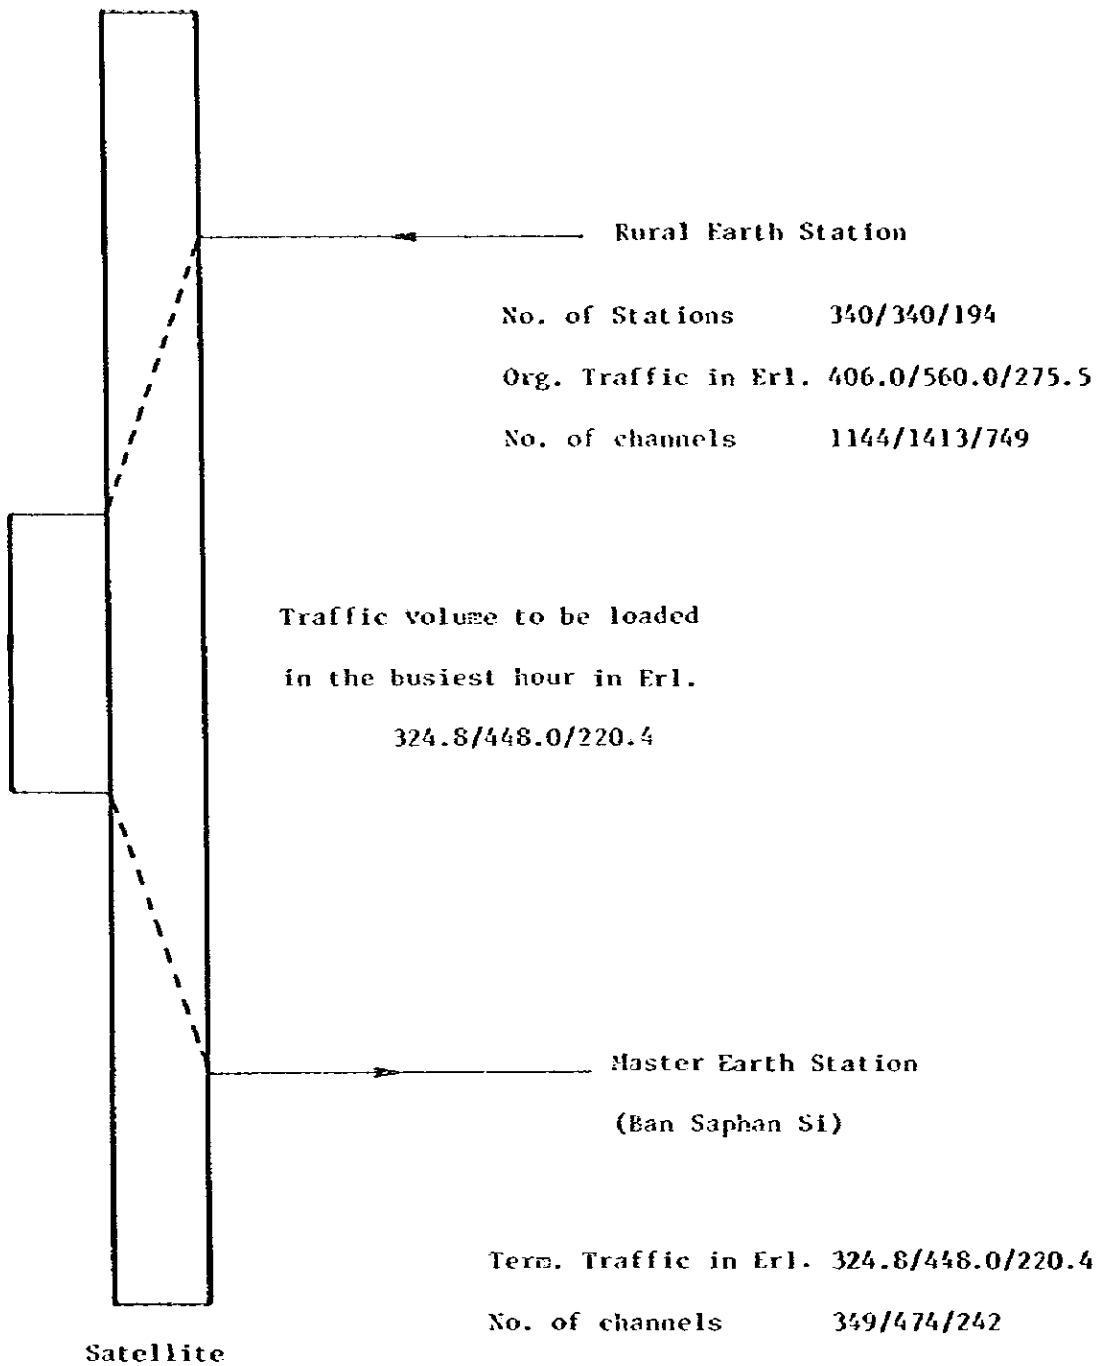 Rural Earth Station
No. of Stations 340/340/194
Org. Traffic in Erl. 406.0/560.0/275.5
No. of channels 1144/1413/749
Traffic volume to be loaded
in the busiest hour in Erl.
324.8/448.0/220.4
Master Earth Station
(Ban Saphan Si)
Term. Traffic in Erl. 324.8/448.0/220.4
No. of channels 349/474/242
Satellite